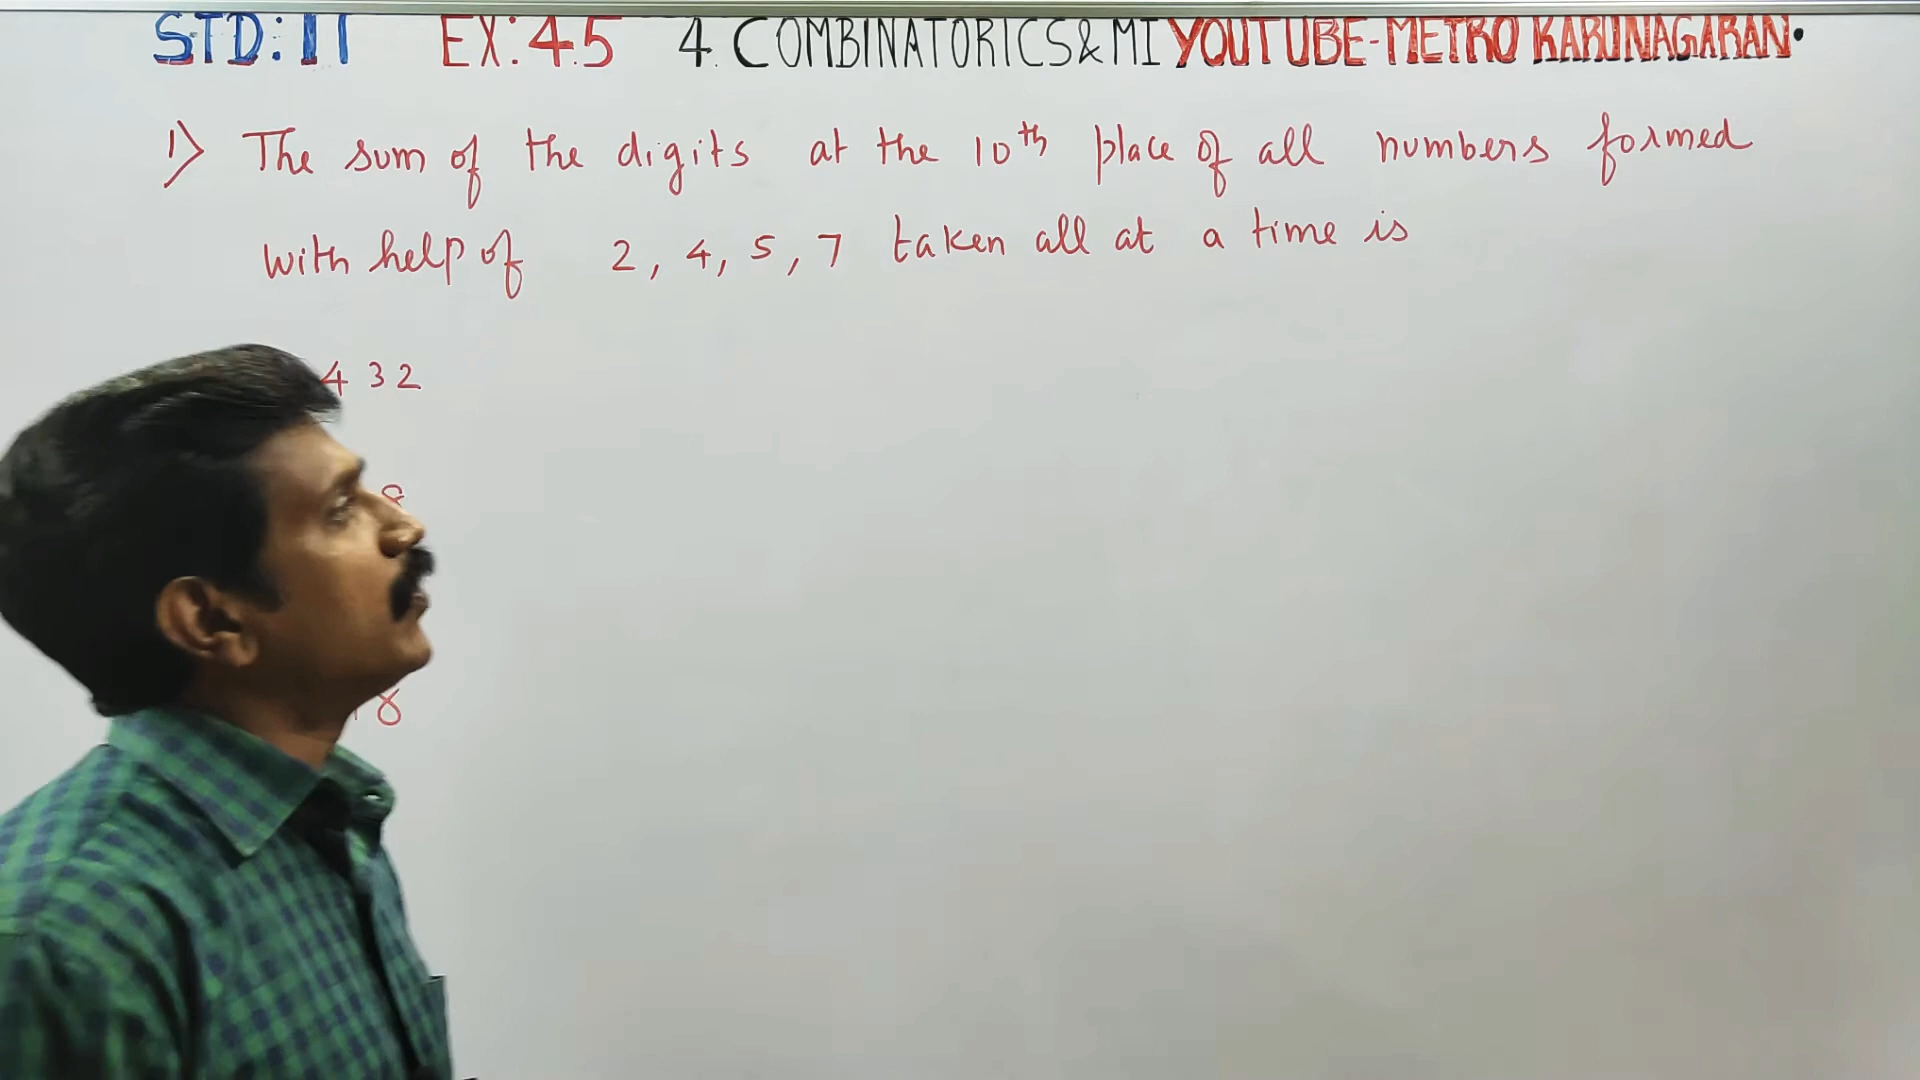 STD: 11 EX: 4.5 4. COMBINATORICS & MI YOUTUBE-METRO KARUNAGARAN.
1) The sum of the digits at the 10th place of all numbers formed
with help of 2, 4, 5, 7 taken all at a time is
4 3 2
8